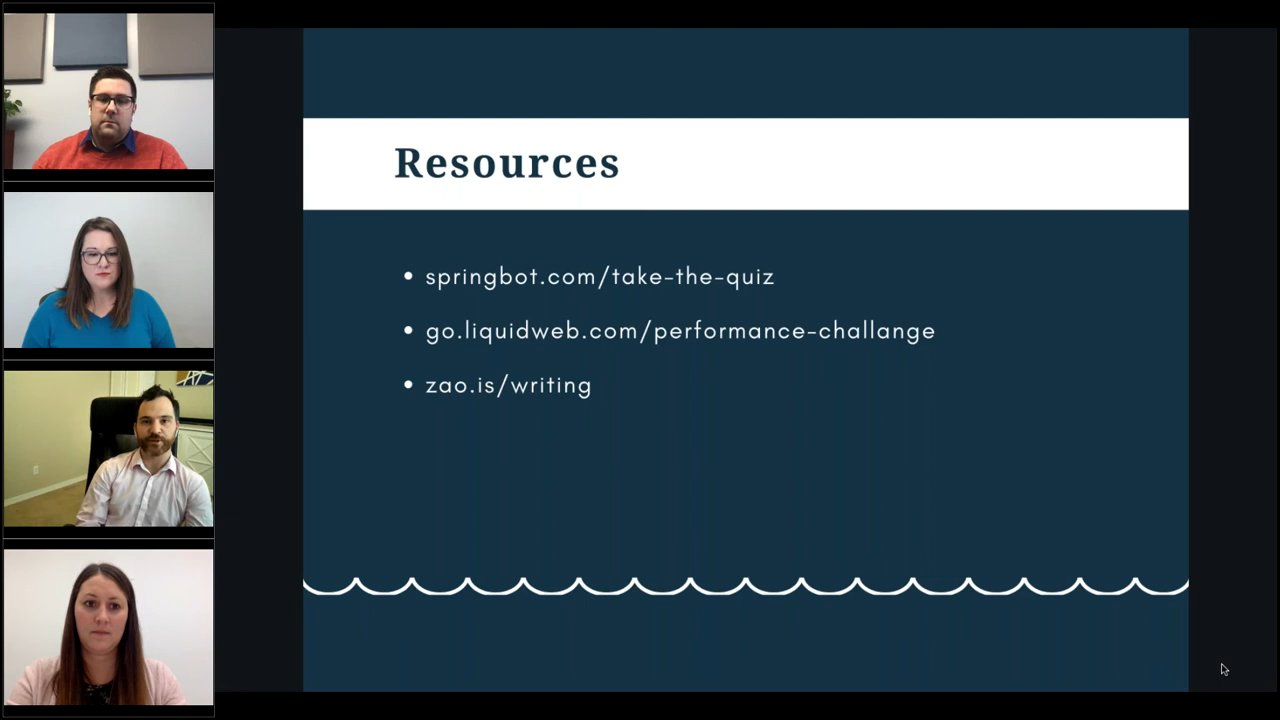 Resources
springbot.com/take-the-quiz
go.liquidweb.com/performance-challange
zao.is/writing